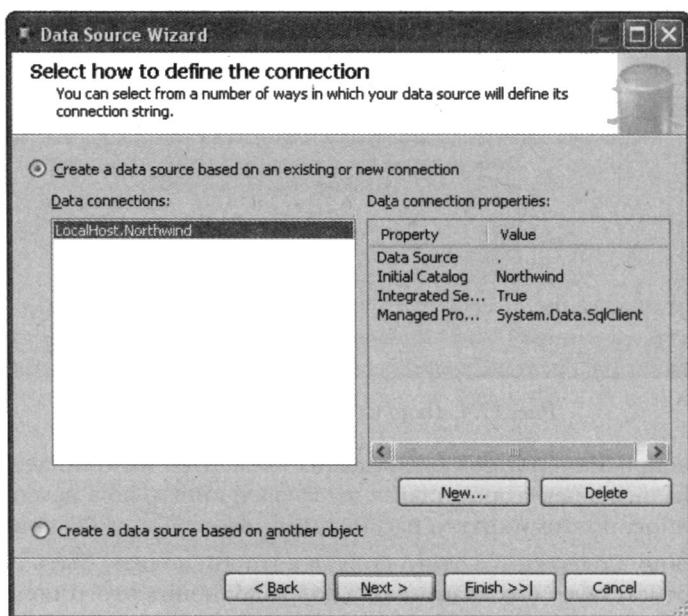 Data Source Wizard
Select how to define the connection
You can select from a number of ways in which your data source will define its
connection string.
Create a data source based on an existing or new connection
Data connections:
LocalHost.Northwind
Data connection properties:
Property Value
Data Source .
Initial Catalog Northwind
Integrated Se... True
Managed Pro... System.Data.SqlClient
New... Delete
Create a data source based on another object
< Back Next > Finish >>| Cancel